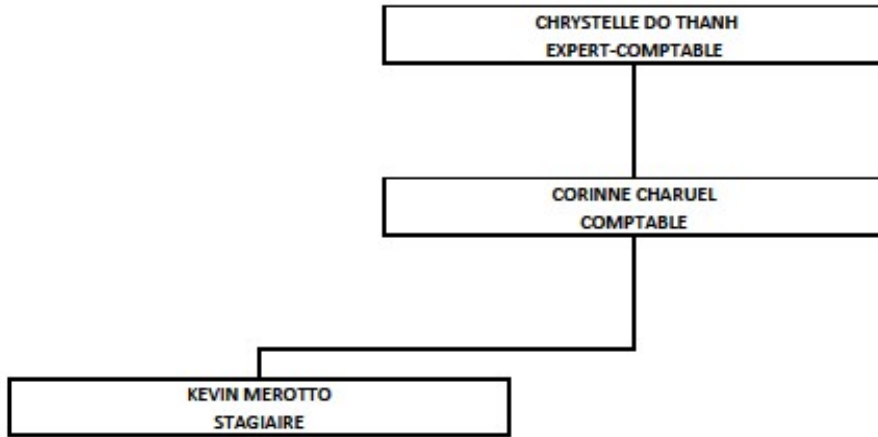 CHRYSTELLE DO THANH
EXPERT-COMPTABLE
CORINNE CHARUEL
COMPTABLE
KEVIN MEROTTO
STAGIAIRE